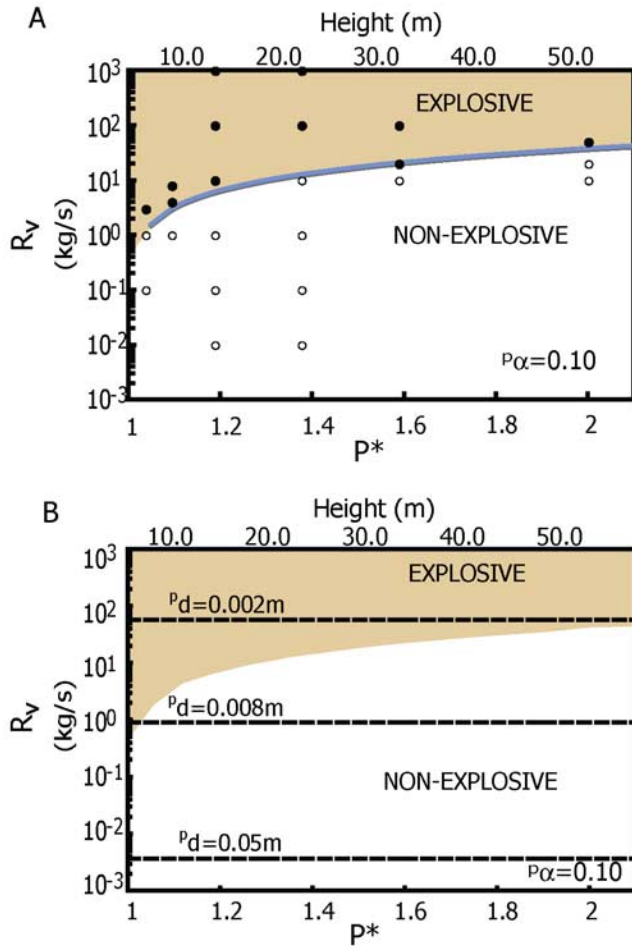 A
Height (m)
10.0 20.0 30.0 40.0 50.0
10³
EXPLOSIVE
10²
10¹
Rᵥ
(kg/s)
10⁰
NON-EXPLOSIVE
10⁻¹
10⁻²
ᵖα=0.10
10⁻³
1 1.2 1.4 1.6 1.8 2
P*
B
Height (m)
10.0 20.0 30.0 40.0 50.0
10³
EXPLOSIVE
ᵖd=0.002m
10²
10¹
Rᵥ
(kg/s)
ᵖd=0.008m
10⁰
10⁻¹
NON-EXPLOSIVE
10⁻²
ᵖd=0.05m
ᵖα=0.10
10⁻³
1 1.2 1.4 1.6 1.8 2
P*